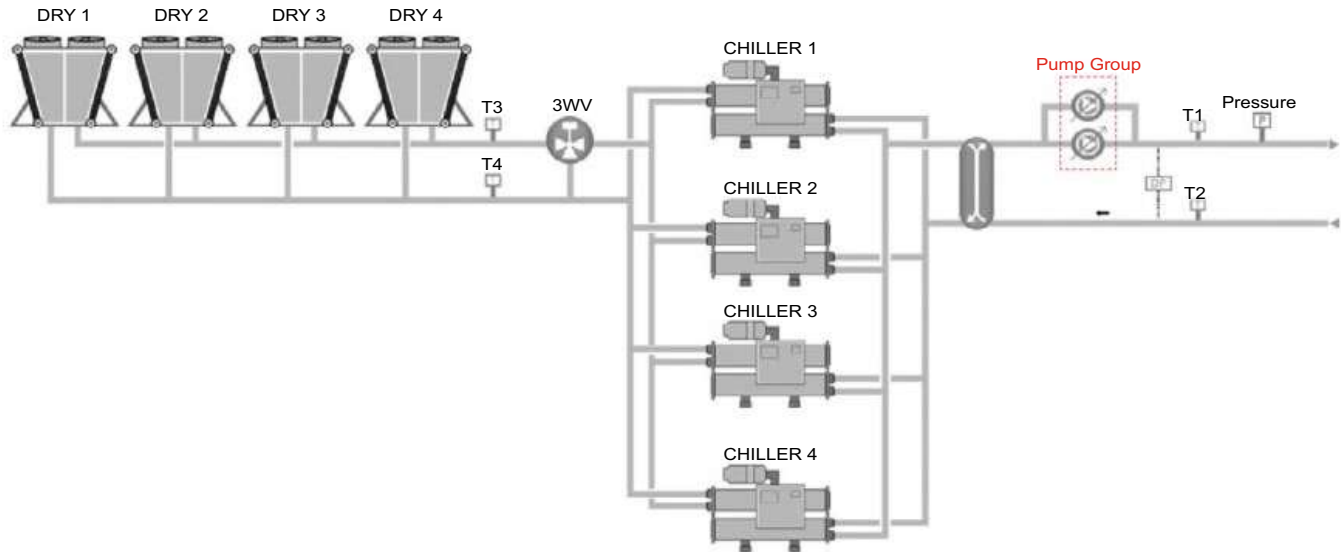 DRY 1
DRY 2
DRY 3
DRY 4
CHILLER 1
Pump Group
T3
3WV
T1
Pressure
P
T4
CHILLER 2
DP
T2
CHILLER 3
CHILLER 4